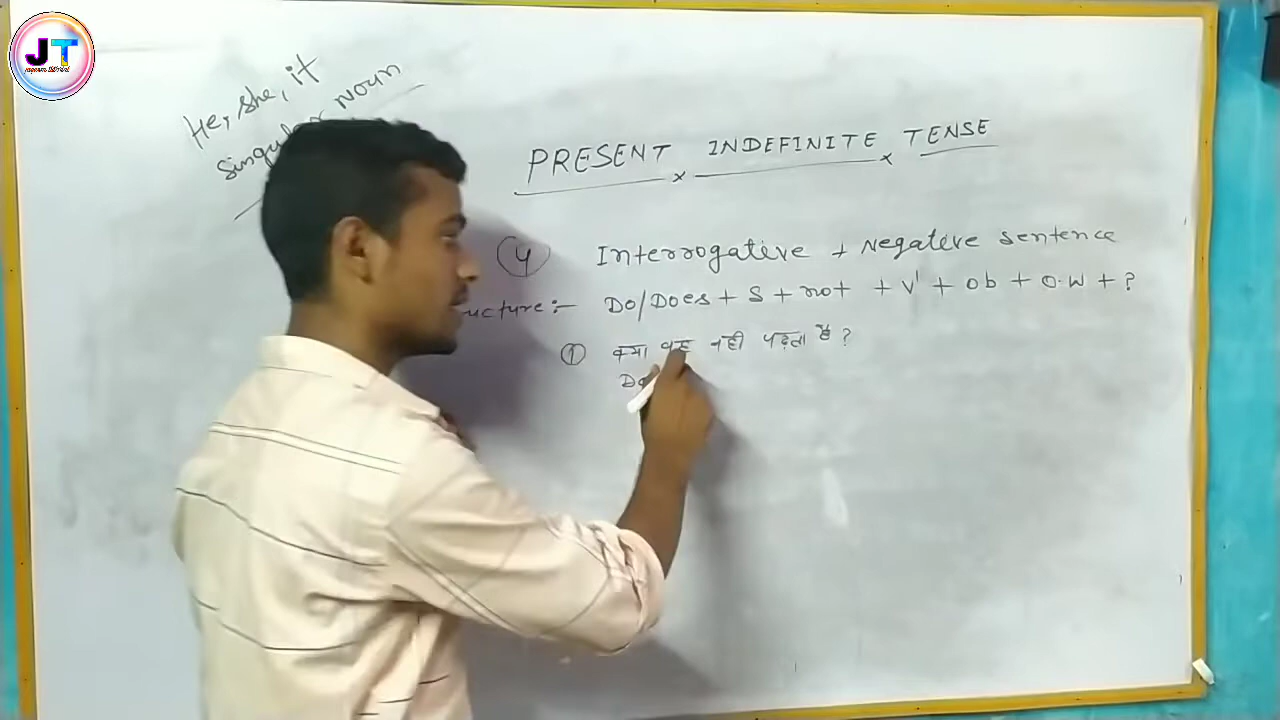 JT
He, she, it
singular noun
PRESENT INDEFINITE TENSE
4 Interrogative + Negative sentence
ucture:- Do/Does + S + not + V' + ob + O.W + ?
① क्या वह नही पढ़ता है ?
Do